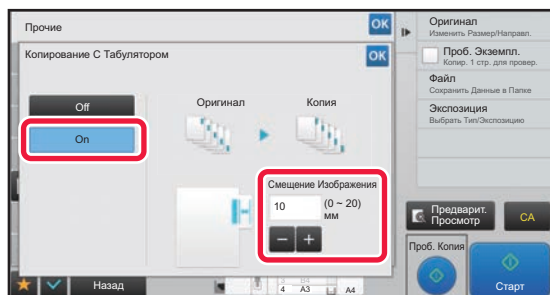 Прочие
OK
Копирование С Табулятором
OK
Off
On
Оригинал
Копия
Смещение Изображения
10
(0 ~ 20)
мм
Оригинал
Изменить Размер/Направл.
Проб. Экземпл.
Копир. 1 стр. для провер.
Файл
Сохранить Данные в Папке
Экспозиция
Выбрать Тип/Экспозицию
Предварит.
Просмотр
CA
Проб. Копия
Старт
Назад
4 A3
A4